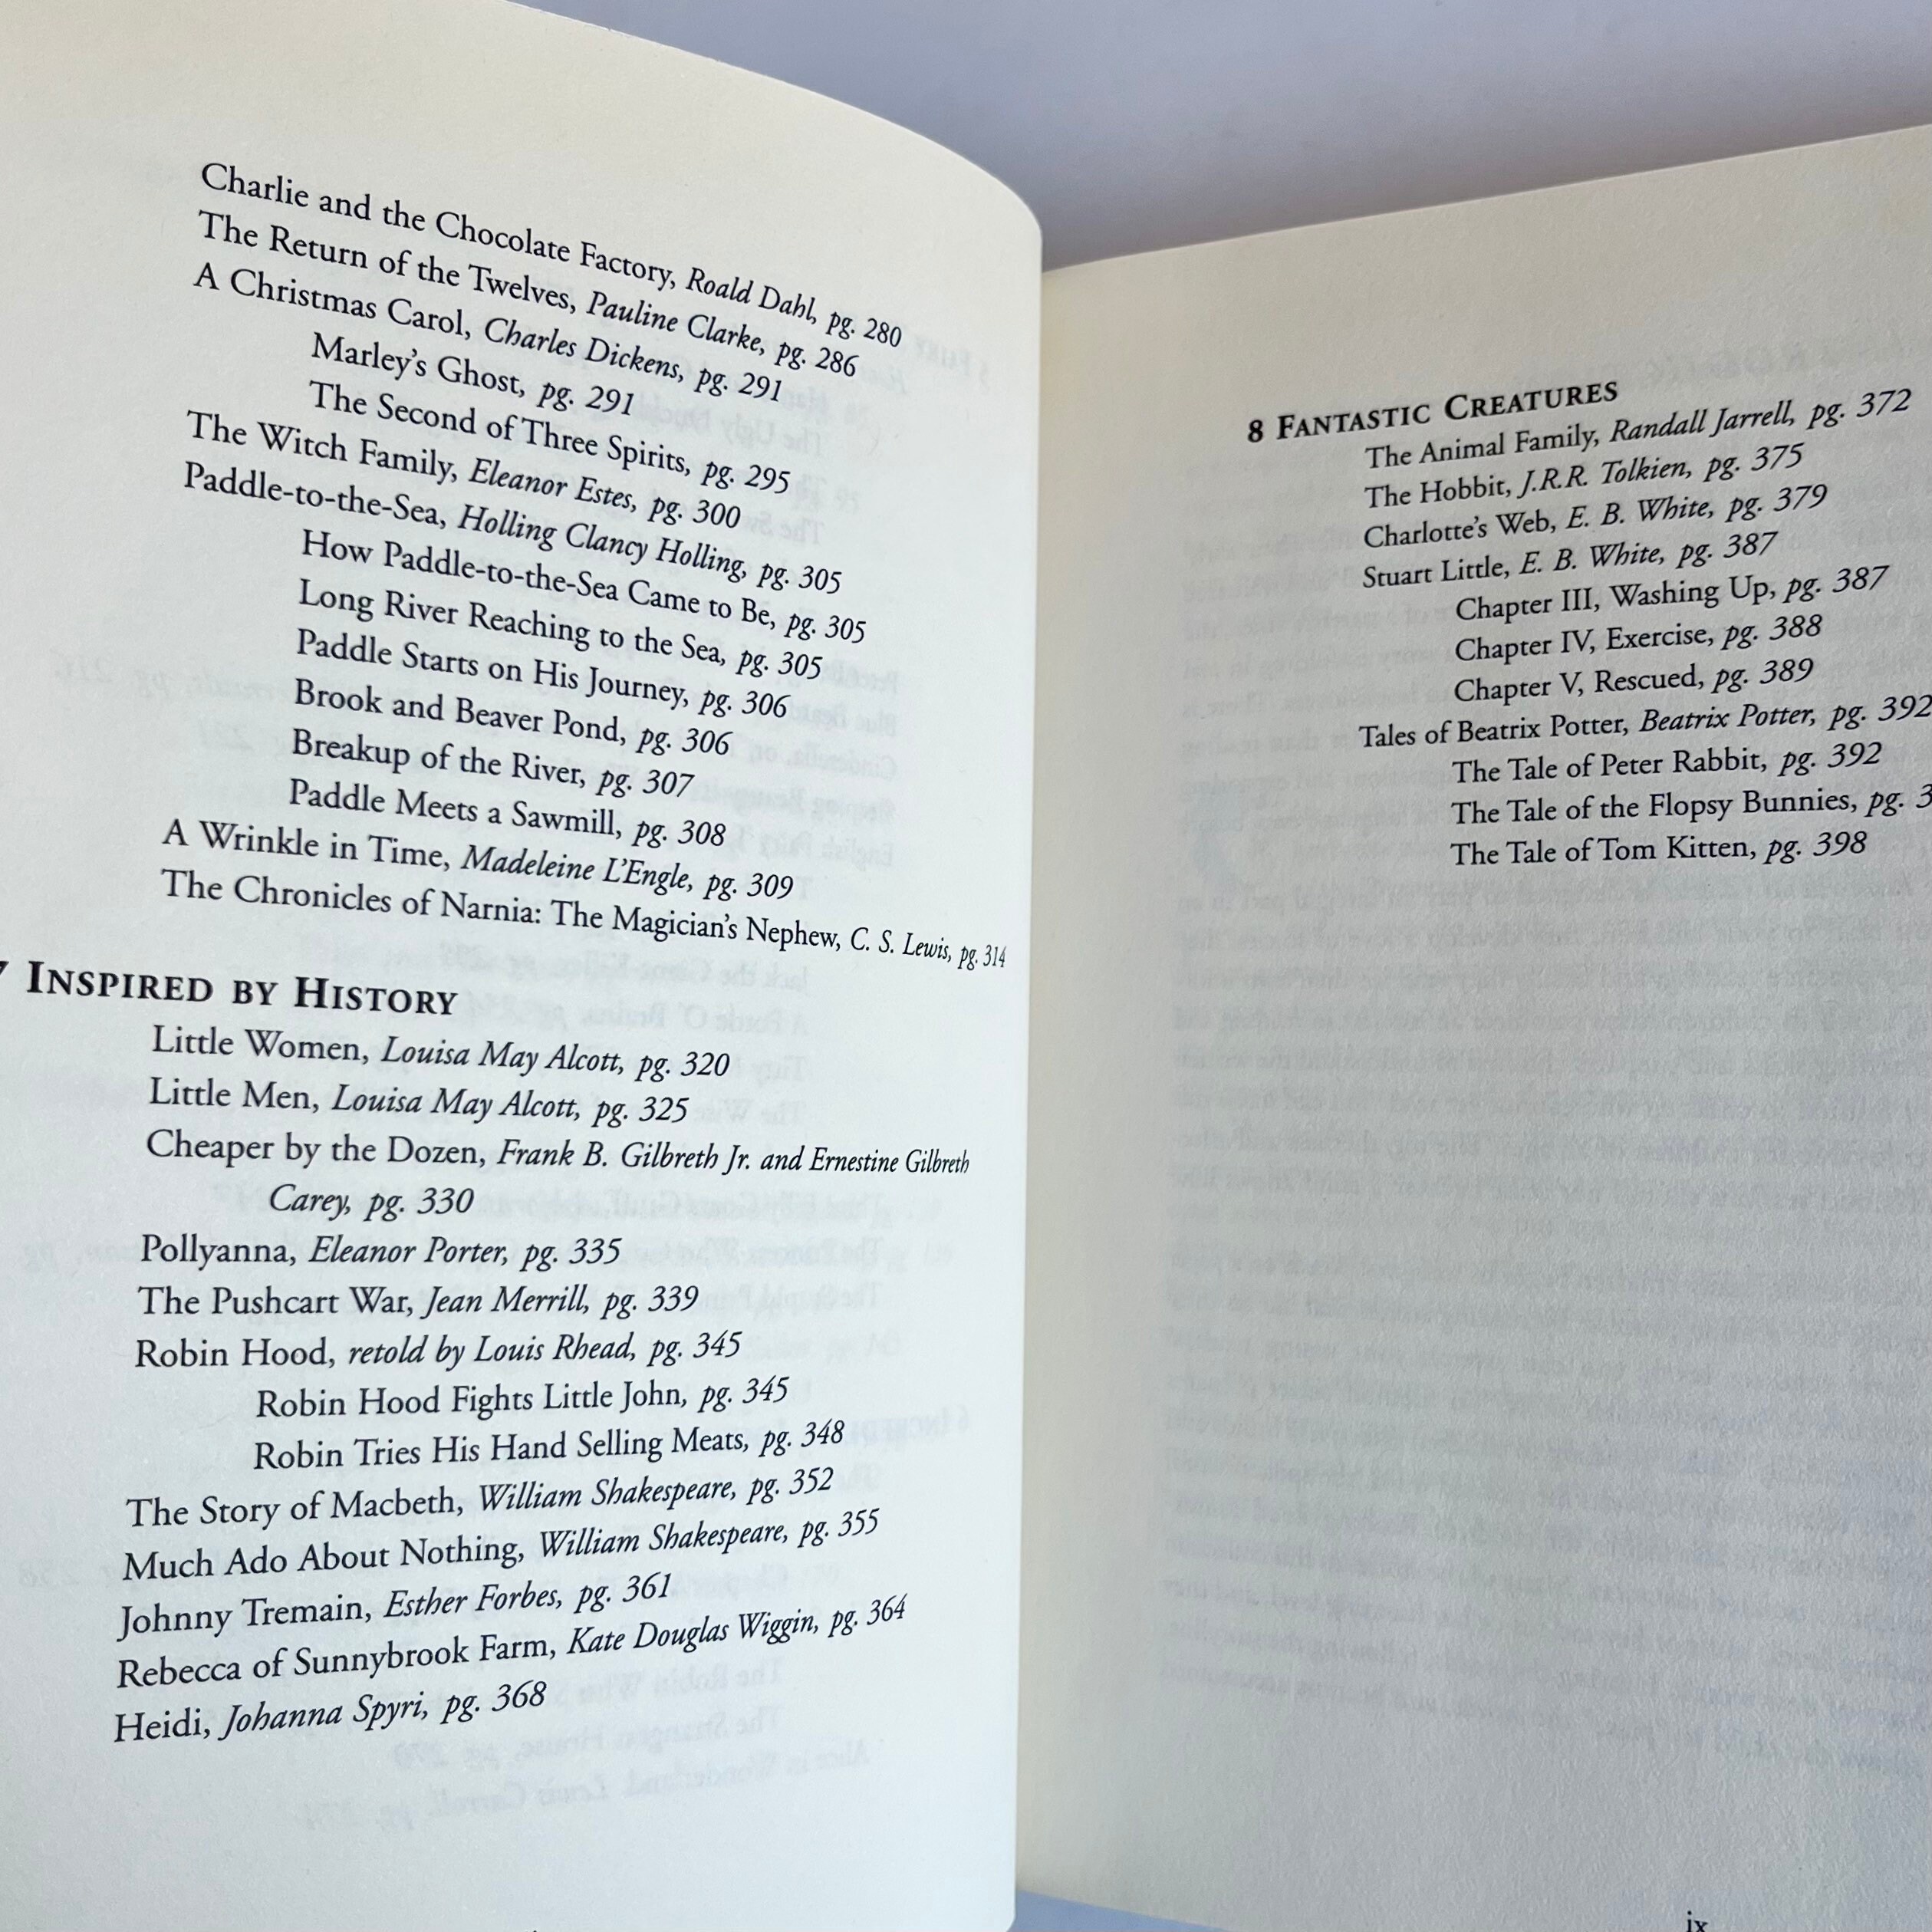 Charlie and the Chocolate Factory, Roald Dahl, pg. 280
The Return of the Twelves, Pauline Clarke, pg. 286
A Christmas Carol, Charles Dickens, pg. 291
Marley's Ghost, pg. 291
The Second of Three Spirits, pg. 295
The Witch Family, Eleanor Estes, pg. 300
Paddle-to-the-Sea, Holling Clancy Holling, pg. 305
How Paddle-to-the-Sea Came to Be, pg. 305
Long River Reaching to the Sea, pg. 305
Paddle Starts on His Journey, pg. 306
Brook and Beaver Pond, pg. 306
Breakup of the River, pg. 307
Paddle Meets a Sawmill, pg. 308
A Wrinkle in Time, Madeleine L'Engle, pg. 309
The Chronicles of Narnia: The Magician's Nephew, C. S. Lewis, pg. 314
7 INSPIRED BY HISTORY
Little Women, Louisa May Alcott, pg. 320
Little Men, Louisa May Alcott, pg. 325
Cheaper by the Dozen, Frank B. Gilbreth Jr. and Ernestine Gilbreth
Carey, pg. 330
Pollyanna, Eleanor Porter, pg. 335
The Pushcart War, Jean Merrill, pg. 339
Robin Hood, retold by Louis Rhead, pg. 345
Robin Hood Fights Little John, pg. 345
Robin Tries His Hand Selling Meats, pg. 348
The Story of Macbeth, William Shakespeare, pg. 352
Much Ado About Nothing, William Shakespeare, pg. 355
Johnny Tremain, Esther Forbes, pg. 361
Rebecca of Sunnybrook Farm, Kate Douglas Wiggin, pg. 364
Heidi, Johanna Spyri, pg. 368
8 FANTASTIC CREATURES
The Animal Family, Randall Jarrell, pg. 372
The Hobbit, J.R.R. Tolkien, pg. 375
Charlotte's Web, E. B. White, pg. 379
Stuart Little, E. B. White, pg. 387
Chapter III, Washing Up, pg. 387
Chapter IV, Exercise, pg. 388
Chapter V, Rescued, pg. 389
Tales of Beatrix Potter, Beatrix Potter, pg. 392
The Tale of Peter Rabbit, pg. 392
The Tale of the Flopsy Bunnies, pg. 3
The Tale of Tom Kitten, pg. 398
ix